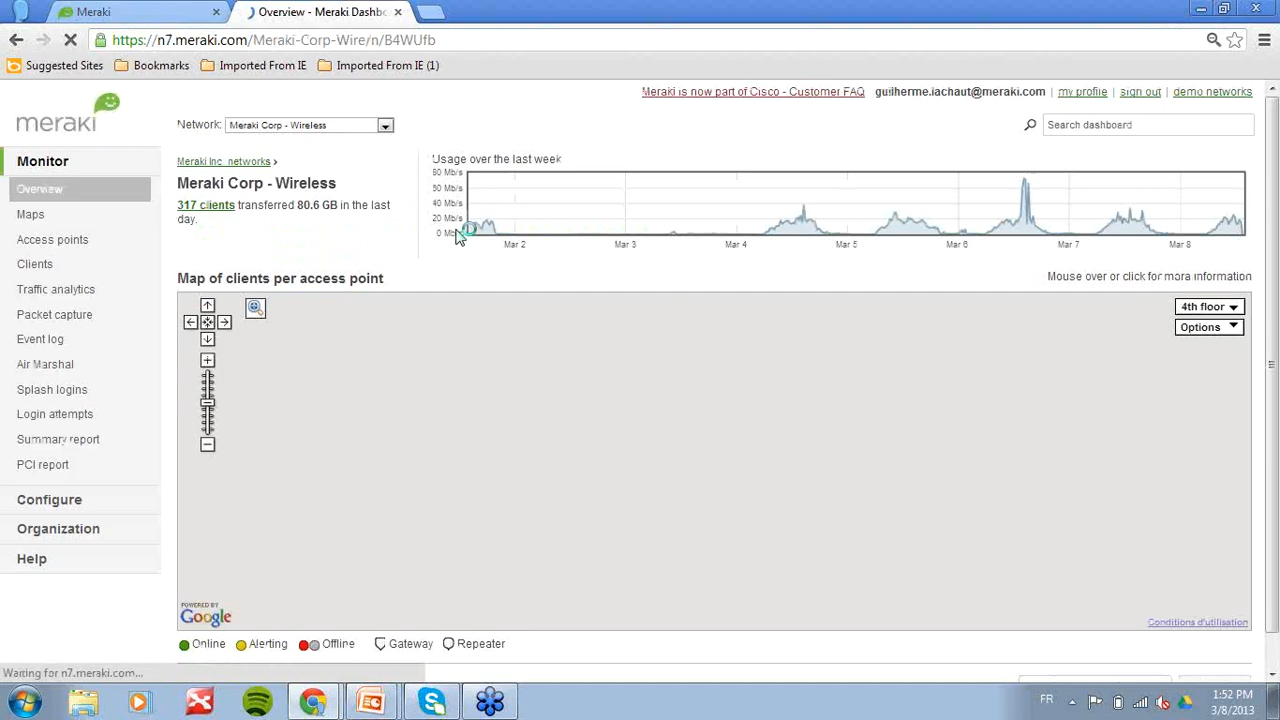 Meraki
Overview - Meraki Dashb
https://n7.meraki.com/Meraki-Corp-Wire/n/B4WUfb
Suggested Sites
Bookmarks
Imported From IE
Imported From IE (1)
Meraki is now part of Cisco - Customer FAQ
guilherme.iachaut@meraki.com | my profile | sign out | demo networks
meraki
Network: Meraki Corp - Wireless
Search dashboard
Monitor
Overview
Maps
Access points
Clients
Traffic analytics
Packet capture
Event log
Air Marshal
Splash logins
Login attempts
Summary report
PCI report
Configure
Organization
Help
Meraki Inc. networks ›
Meraki Corp - Wireless
317 clients transferred 80.6 GB in the last
day.
Usage over the last week
80 Mb/s
60 Mb/s
40 Mb/s
20 Mb/s
0 Mb/
Mar 2
Mar 3
Mar 4
Mar 5
Mar 6
Mar 7
Mar 8
Map of clients per access point
Mouse over or click for more information
4th floor
Options
POWERED BY
Google
Conditions d'utilisation
Online
Alerting
Offline
Gateway
Repeater
Waiting for n7.meraki.com...
FR
1:52 PM
3/8/2013